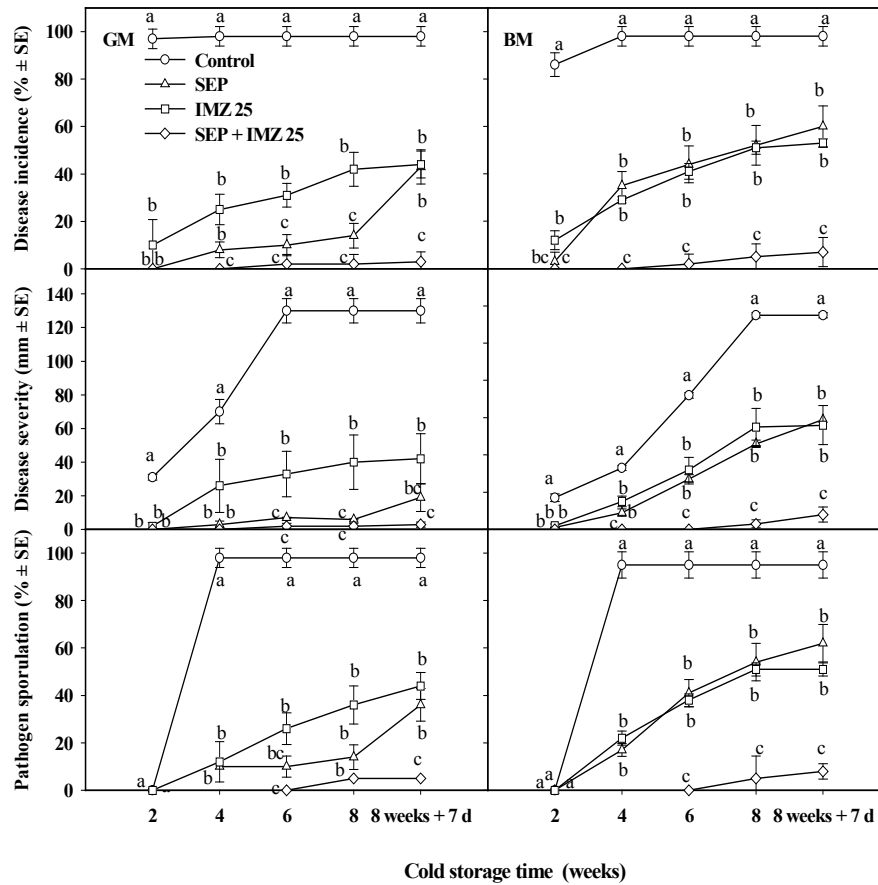 a a a a a a a a a
100 GM BM a
Control
80 SEP
IMZ 25
SEP + IMZ 25
60 b b
b b b
40 b b b b b
b b b b
20 b b c b b b
c c c c
0 b b c c c c bc c c c
Disease incidence (% ± SE)
140 a a a a a
120
100 a
80 a
60 a b b
40 b b b b b b b
20 a bc a b b b c
0 b b b b c c c b b c b c
Disease severity (mm ± SE)
100 c c a a a a
80 a a a a
60 b b b
40 b b b b b
20 b bc b b b b b c c
0 a a b c b c a a b c
Pathogen sporulation (% ± SE)
2 4 6 8 8 weeks + 7 d 2 4 6 8 8 weeks + 7 d
Cold storage time (weeks)